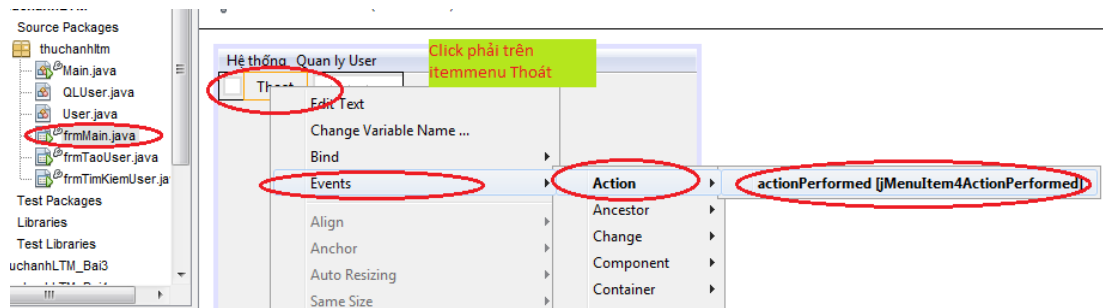 Source Packages
thuchanhltm
Main.java
QLUser.java
User.java
frmMain.java
frmTaoUser.java
frmTimKiemUser.ja
Test Packages
Libraries
Test Libraries
uchanhLTM_Bai3
Hệ thống Quan ly User
Click phải trên
itemmenu Thoát
Edit Text
Change Variable Name ...
Bind
Events
Align
Anchor
Auto Resizing
Same Size
Action
Ancestor
Change
Component
Container
actionPerformed [jMenuItem4ActionPerformed]